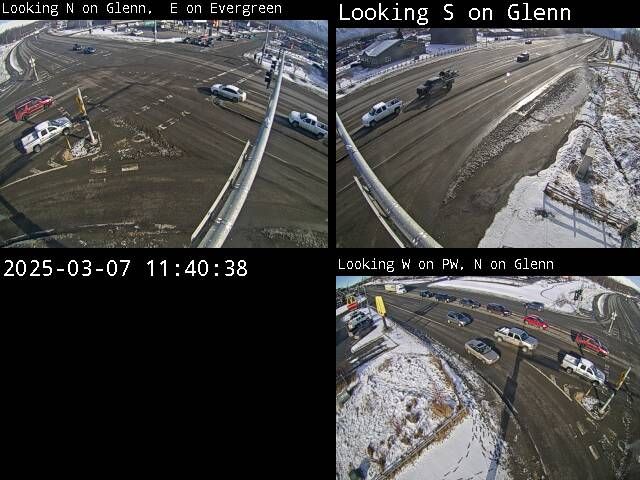 Looking N on Glenn,  E on Evergreen
Looking S on Glenn
2025-03-07 11:40:38
Looking W on PW, N on Glenn